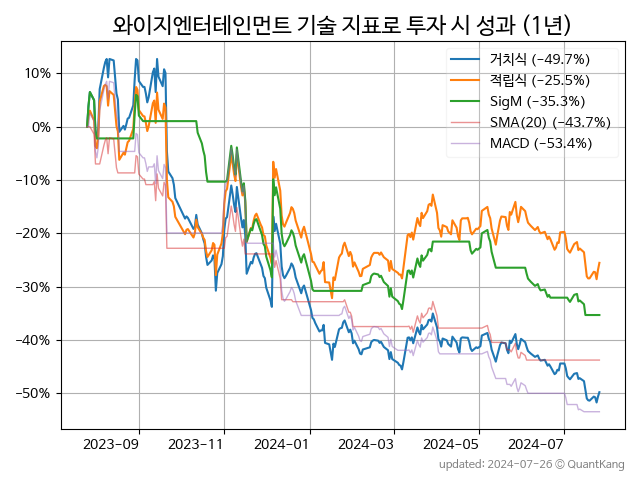 와이지엔터테인먼트 기술 지표로 투자 시 성과 (1년)
거치식 (−49.7%)
적립식 (−25.5%)
SigM (−35.3%)
SMA(20) (−43.7%)
MACD (−53.4%)
10%
0%
−10%
−20%
−30%
−40%
−50%
2023-09 2023-11 2024-01 2024-03 2024-05 2024-07
updated: 2024-07-26 © QuantKang